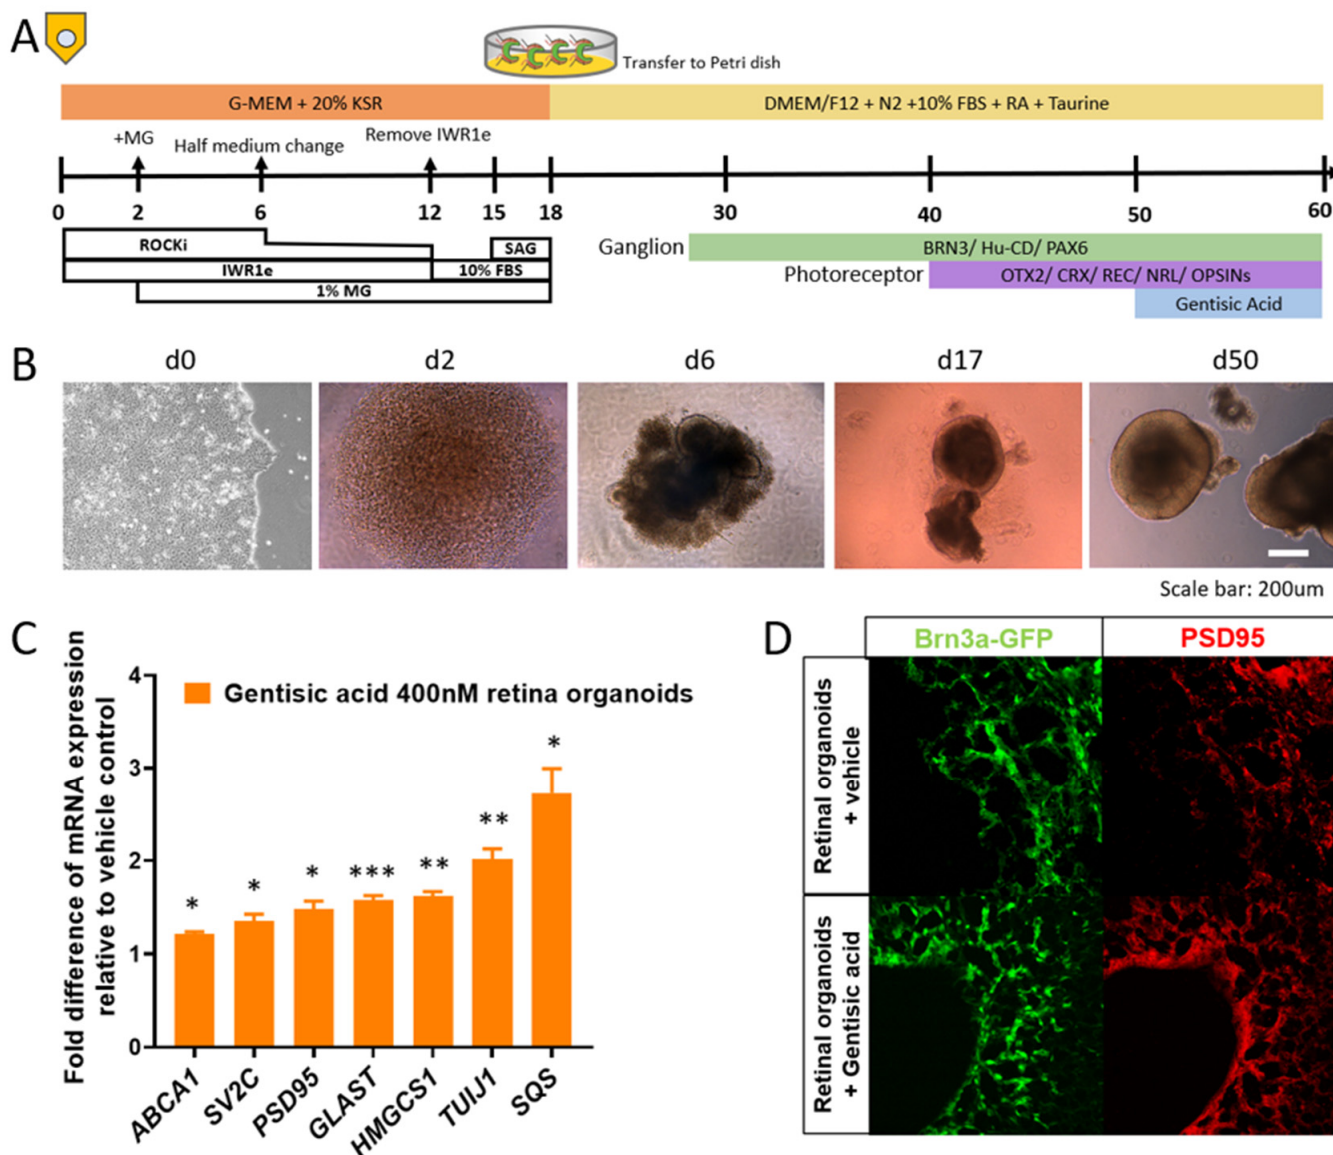 A
Transfer to Petri dish
G-MEM + 20% KSR
DMEM/F12 + N2 +10% FBS + RA + Taurine
+MG
Half medium change
Remove IWR1e
0 2 6 12 15 18 30 40 50 60
ROCKi
SAG
IWR1e
10% FBS
1% MG
Ganglion
BRN3/ Hu-CD/ PAX6
Photoreceptor
OTX2/ CRX/ REC/ NRL/ OPSINs
Gentisic Acid
B
d0 d2 d6 d17 d50
Scale bar: 200um
C
Fold difference of mRNA expression
relative to vehicle control
4
3
2
1
0
Gentisic acid 400nM retina organoids
* * * *** ** ** *
ABCA1
SV2C
PSD95
GLAST
HMGCS1
TUIJ1
SQS
D
Brn3a-GFP
PSD95
Retinal organoids
+ vehicle
Retinal organoids
+ Gentisic acid